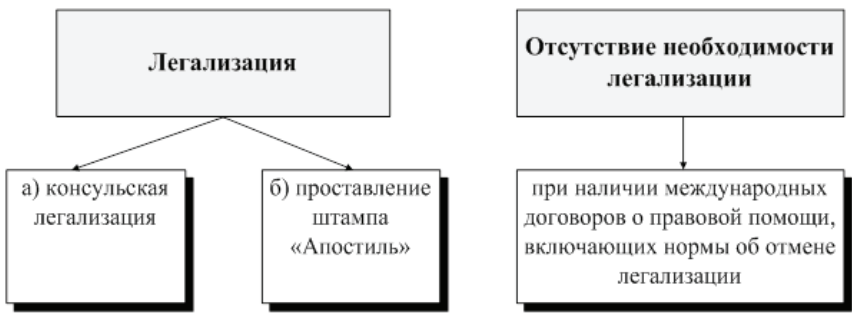 Легализация
Отсутствие необходимости
легализации
а) консульская
легализация
б) проставление
штампа
«Апостиль»
при наличии международных
договоров о правовой помощи,
включающих нормы об отмене
легализации